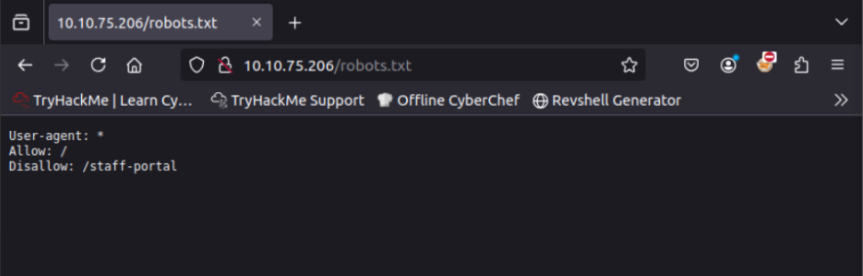 10.10.75.206/robots.txt
10.10.75.206/robots.txt
TryHackMe | Learn Cy... TryHackMe Support Offline CyberChef Revshell Generator
User-agent: *
Allow: /
Disallow: /staff-portal